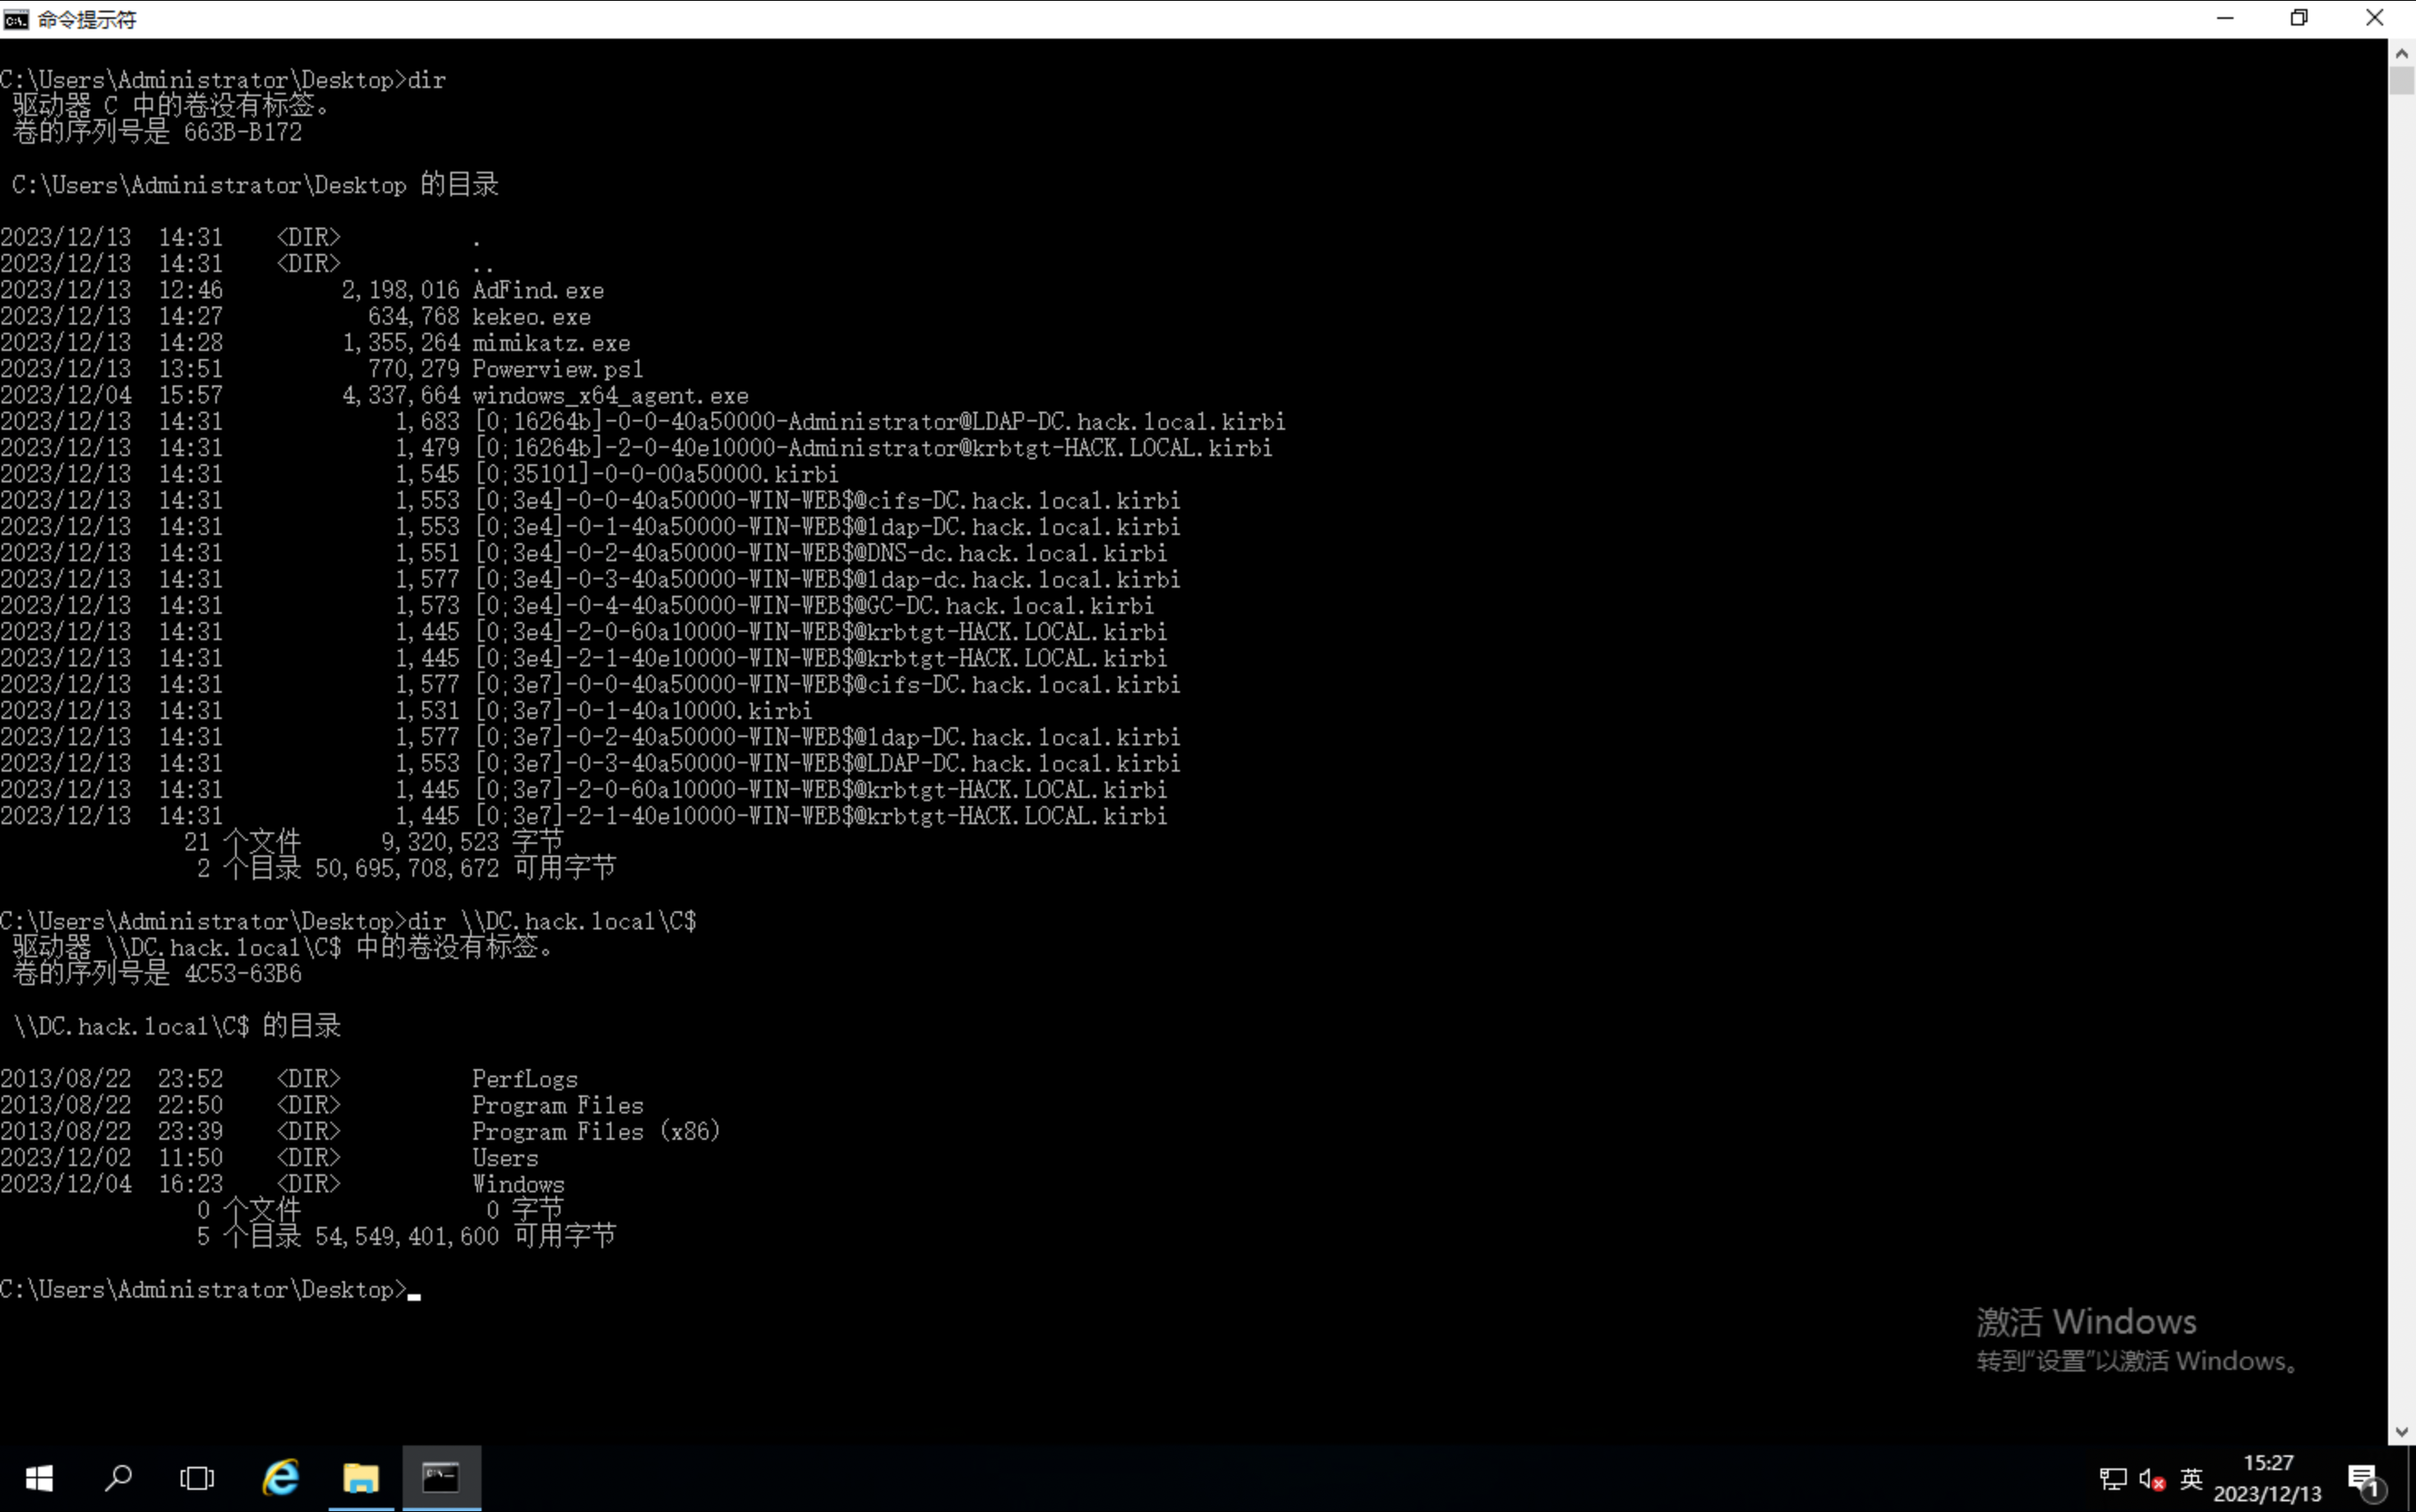 命令提示符
C:\Users\Administrator\Desktop>dir
 驱动器 C 中的卷没有标签。
 卷的序列号是 663B-B172
 C:\Users\Administrator\Desktop 的目录
2023/12/13  14:31    <DIR>          .
2023/12/13  14:31    <DIR>          ..
2023/12/13  12:46         2,198,016 AdFind.exe
2023/12/13  14:27           634,768 kekeo.exe
2023/12/13  14:28         1,355,264 mimikatz.exe
2023/12/13  13:51           770,279 Powerview.ps1
2023/12/04  15:57         4,337,664 windows_x64_agent.exe
2023/12/13  14:31             1,683 [0;16264b]-0-0-40a50000-Administrator@LDAP-DC.hack.local.kirbi
2023/12/13  14:31             1,479 [0;16264b]-2-0-40e10000-Administrator@krbtgt-HACK.LOCAL.kirbi
2023/12/13  14:31             1,545 [0;35101]-0-0-00a50000.kirbi
2023/12/13  14:31             1,553 [0;3e4]-0-0-40a50000-WIN-WEB$@cifs-DC.hack.local.kirbi
2023/12/13  14:31             1,553 [0;3e4]-0-1-40a50000-WIN-WEB$@ldap-DC.hack.local.kirbi
2023/12/13  14:31             1,551 [0;3e4]-0-2-40a50000-WIN-WEB$@DNS-dc.hack.local.kirbi
2023/12/13  14:31             1,577 [0;3e4]-0-3-40a50000-WIN-WEB$@ldap-dc.hack.local.kirbi
2023/12/13  14:31             1,573 [0;3e4]-0-4-40a50000-WIN-WEB$@GC-DC.hack.local.kirbi
2023/12/13  14:31             1,445 [0;3e4]-2-0-60a10000-WIN-WEB$@krbtgt-HACK.LOCAL.kirbi
2023/12/13  14:31             1,445 [0;3e4]-2-1-40e10000-WIN-WEB$@krbtgt-HACK.LOCAL.kirbi
2023/12/13  14:31             1,577 [0;3e7]-0-0-40a50000-WIN-WEB$@cifs-DC.hack.local.kirbi
2023/12/13  14:31             1,531 [0;3e7]-0-1-40a10000.kirbi
2023/12/13  14:31             1,577 [0;3e7]-0-2-40a50000-WIN-WEB$@ldap-DC.hack.local.kirbi
2023/12/13  14:31             1,553 [0;3e7]-0-3-40a50000-WIN-WEB$@LDAP-DC.hack.local.kirbi
2023/12/13  14:31             1,445 [0;3e7]-2-0-60a10000-WIN-WEB$@krbtgt-HACK.LOCAL.kirbi
2023/12/13  14:31             1,445 [0;3e7]-2-1-40e10000-WIN-WEB$@krbtgt-HACK.LOCAL.kirbi
              21 个文件      9,320,523 字节
               2 个目录 50,695,708,672 可用字节
C:\Users\Administrator\Desktop>dir \\DC.hack.local\C$
 驱动器 \\DC.hack.local\C$ 中的卷没有标签。
 卷的序列号是 4C53-63B6
 \\DC.hack.local\C$ 的目录
2013/08/22  23:52    <DIR>          PerfLogs
2013/08/22  22:50    <DIR>          Program Files
2013/08/22  23:39    <DIR>          Program Files (x86)
2023/12/02  11:50    <DIR>          Users
2023/12/04  16:23    <DIR>          Windows
               0 个文件              0 字节
               5 个目录 54,549,401,600 可用字节
C:\Users\Administrator\Desktop>
激活 Windows
转到“设置”以激活 Windows。
英
15:27
2023/12/13
1